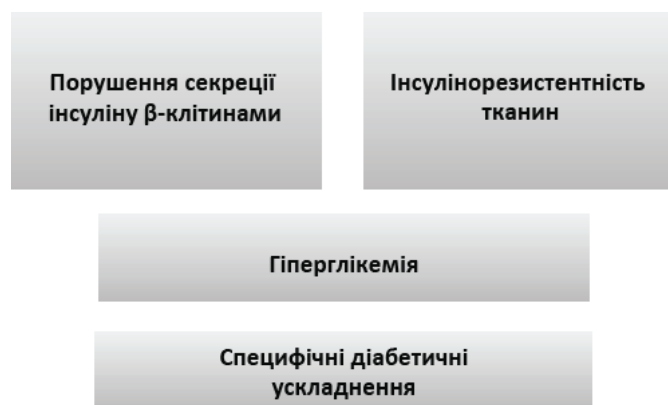 Порушення секреції
інсуліну β-клітинами
Інсулінорезистентність
тканин
Гіперглікемія
Специфічні діабетичні
ускладнення